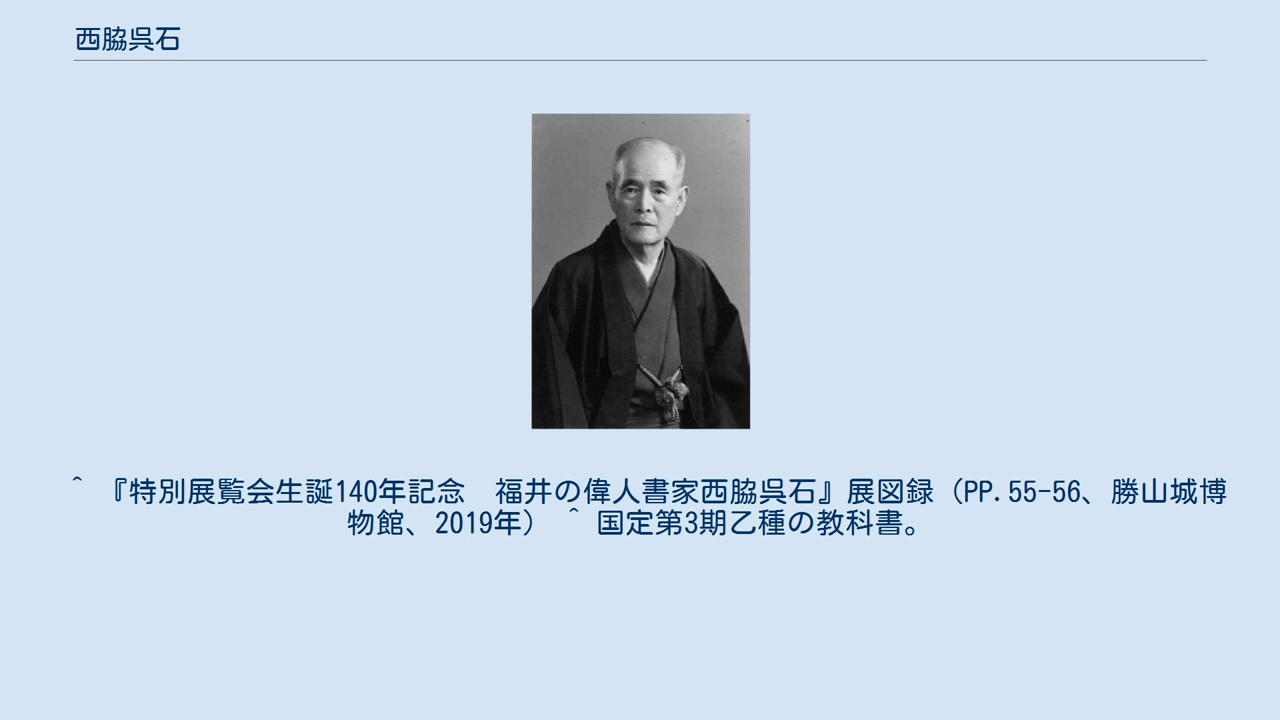 西脇呉石
^ 『特別展覧会生誕140年記念　福井の偉人書家西脇呉石』展図録（PP.55-56、勝山城博
物館、2019年） ^ 国定第3期乙種の教科書。